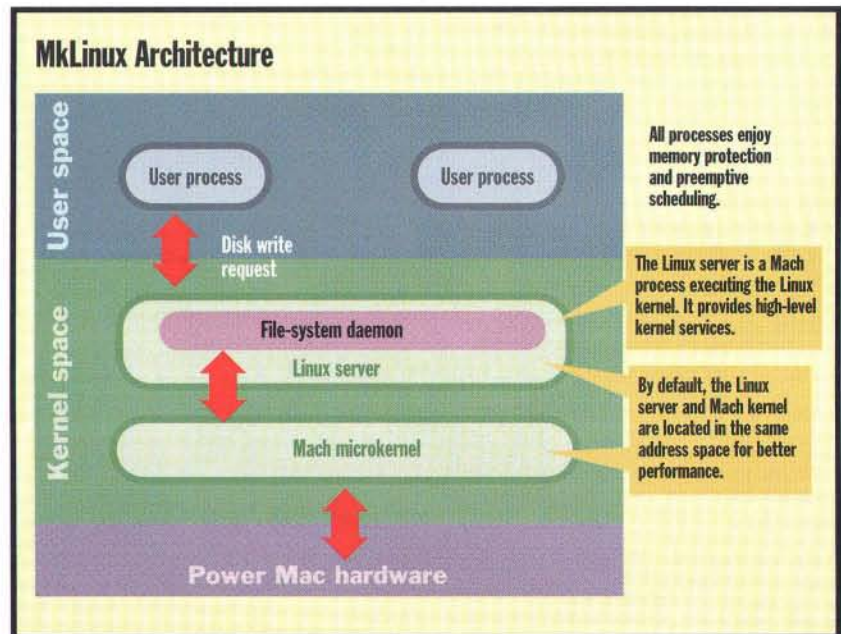 MkLinux Architecture
User space
User process
User process
All processes enjoy
memory protection
and preemptive
scheduling.
Disk write
request
Kernel space
File-system daemon
Linux server
Mach microkernel
The Linux server is a Mach
process executing the Linux
kernel. It provides high-level
kernel services.
By default, the Linux
server and Mach kernel
are located in the same
address space for better
performance.
Power Mac hardware